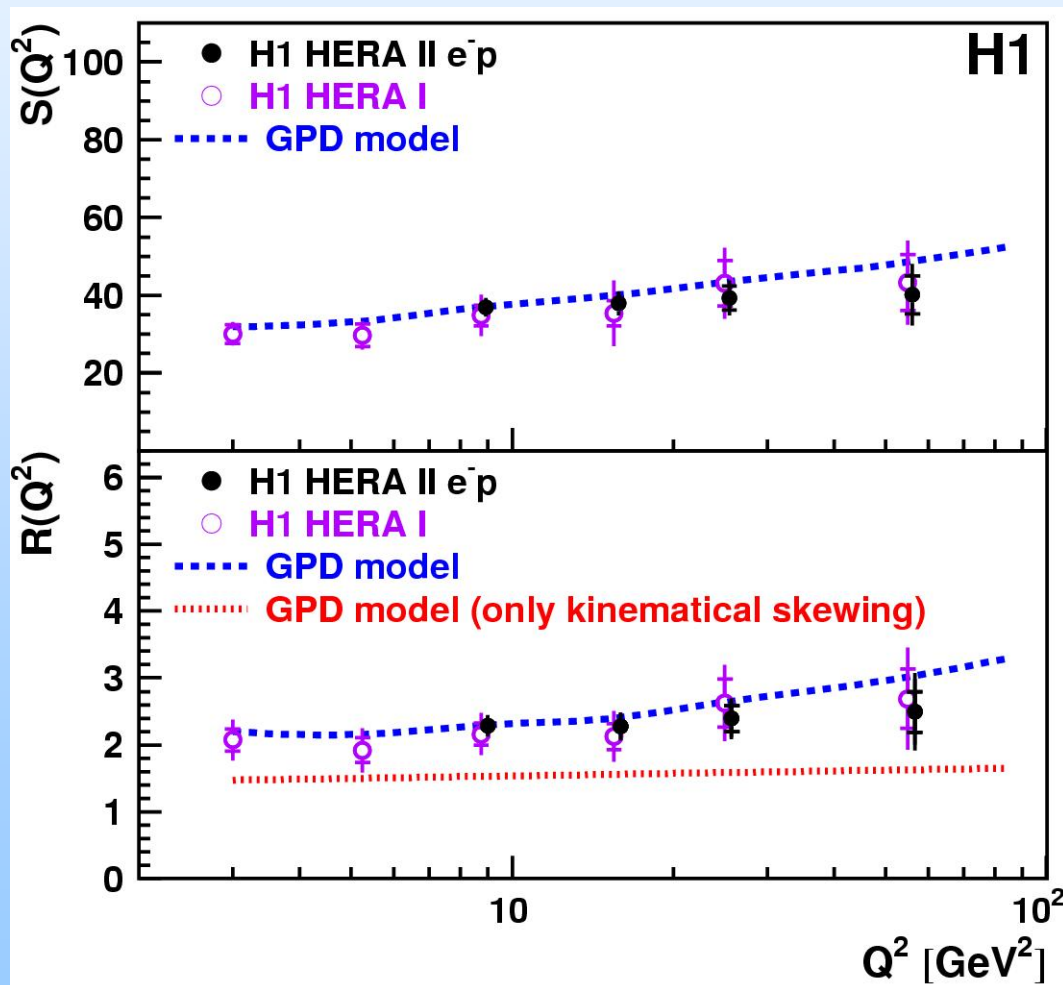 S(Q²)
H1
100
80
60
40
20
H1 HERA II e⁻p
H1 HERA I
GPD model
R(Q²)
6
5
4
3
2
1
0
H1 HERA II e⁻p
H1 HERA I
GPD model
GPD model (only kinematical skewing)
10
10²
Q² [GeV²]